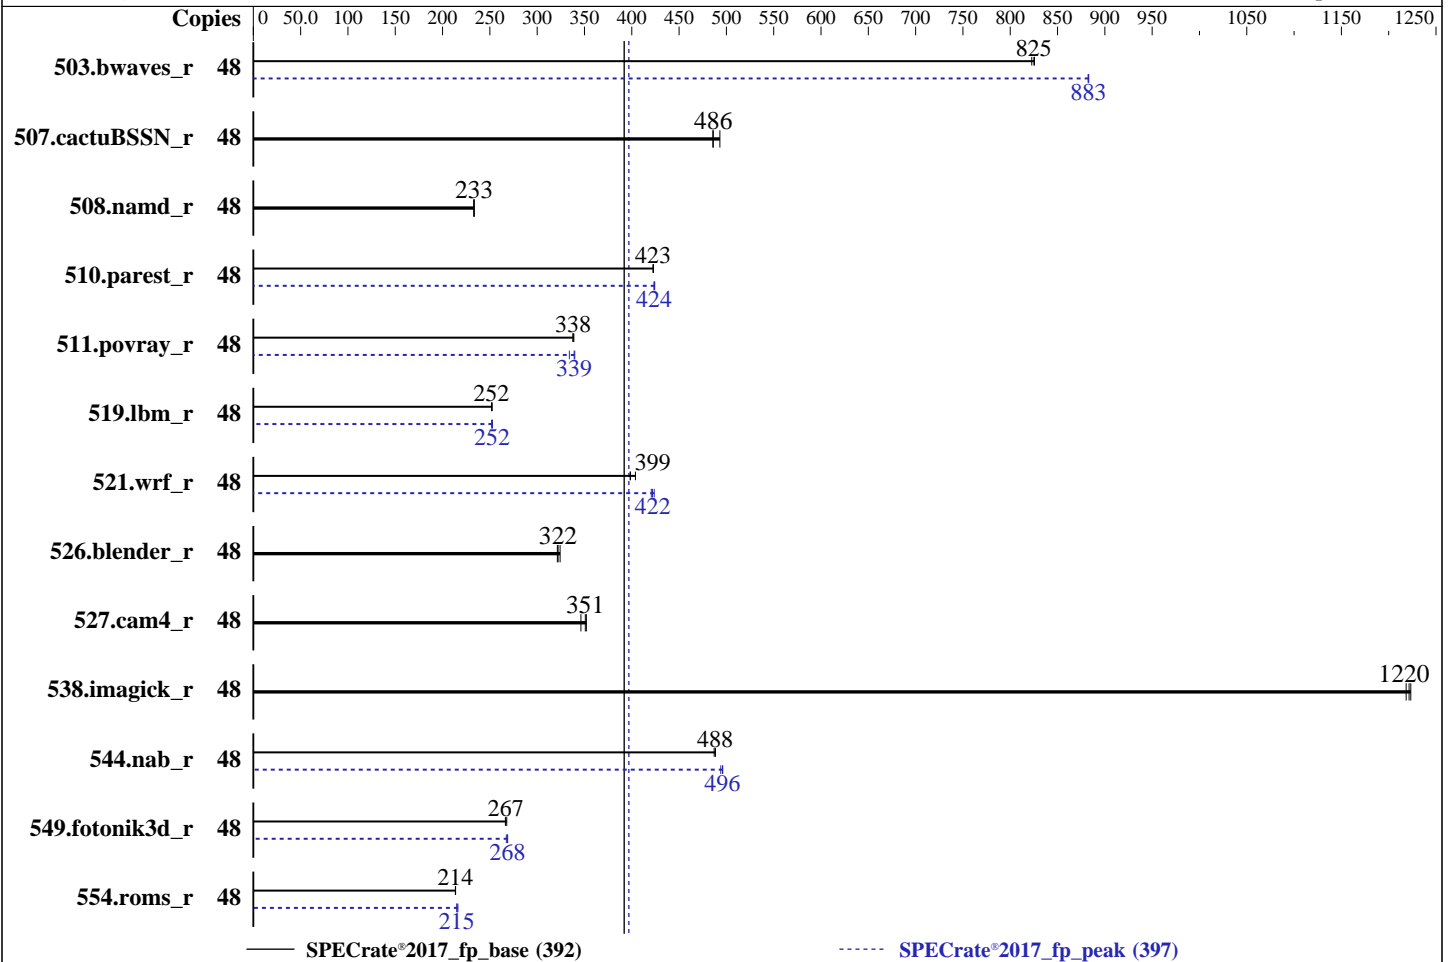 Copies 0 50.0 100 150 200 250 300 350 400 450 500 550 600 650 700 750 800 850 900 1050 1150 1250
825
503.bwaves_r 48
883
486
507.cactuBSSN_r 48
233
508.namd_r 48
423
510.parest_r 48
424
338
511.povray_r 48
339
252
519.lbm_r 48
252
399
521.wrf_r 48
422
322
526.blender_r 48
351
527.cam4_r 48
1220
538.imagick_r 48
488
544.nab_r 48
496
267
549.fotonik3d_r 48
268
214
554.roms_r 48
215
SPECrate®2017_fp_base (392) SPECrate®2017_fp_peak (397)